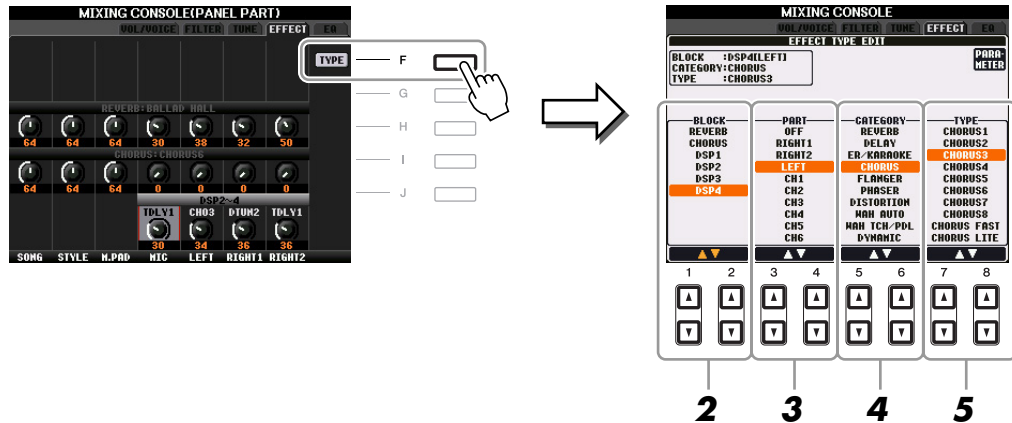 MIXING CONSOLE(PANEL PART)
VOL/VOICE FILTER TUNE EFFECT EQ
TYPE F
G
H
I
J
REVERB:BALLAD HALL
64 64 64 30 38 32 50
CHORUS:CHORUS6
64 64 64 0 0 0 0
DSP2~4
TDLY1 CHO3 DTUN2 TDLY1
30 34 36 36
SONG STYLE M.PAD MIC LEFT RIGHT1 RIGHT2
MIXING CONSOLE
VOL/VOICE FILTER TUNE EFFECT EQ
EFFECT TYPE EDIT
BLOCK :DSP4[LEFT]
CATEGORY:CHORUS
TYPE :CHORUS3
PARA-
METER
BLOCK
REVERB
CHORUS
DSP1
DSP2
DSP3
DSP4
PART
OFF
RIGHT1
RIGHT2
LEFT
CH1
CH2
CH3
CH4
CH5
CH6
CATEGORY
REVERB
DELAY
ER/KARAOKE
CHORUS
FLANGER
PHASER
DISTORTION
WAH AUTO
WAH TCH/PDL
DYNAMIC
TYPE
CHORUS1
CHORUS2
CHORUS3
CHORUS4
CHORUS5
CHORUS6
CHORUS7
CHORUS8
CHORUS FAST
CHORUS LITE
1 2 3 4 5 6 7 8
2 3 4 5